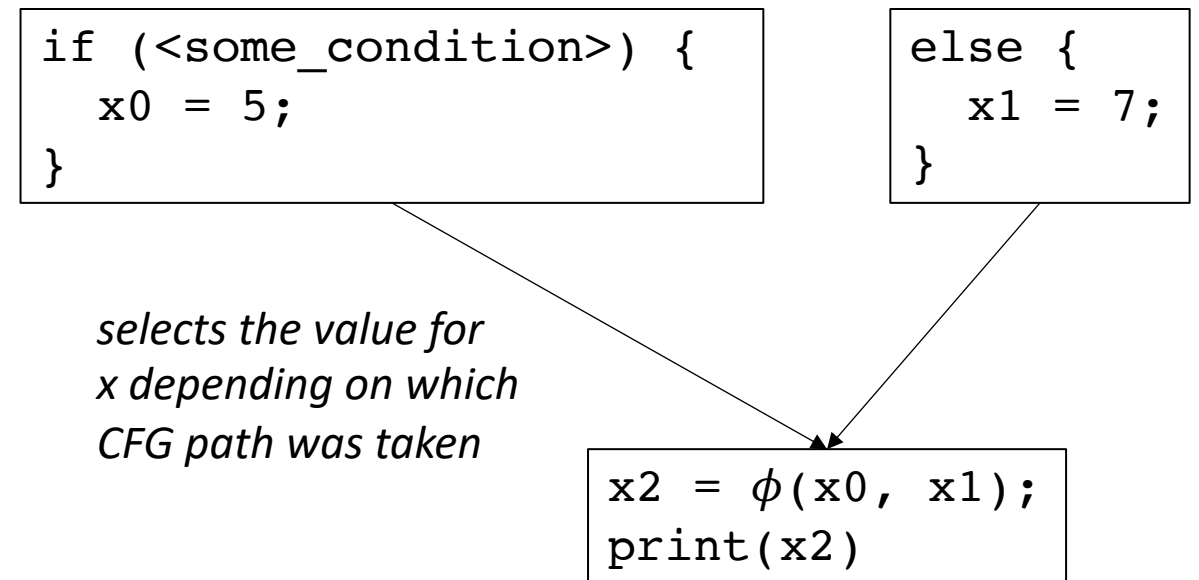 if (<some_condition>) {
  x0 = 5;
}
else {
  x1 = 7;
}
selects the value for
x depending on which
CFG path was taken
x2 = 𝜙(x0, x1);
print(x2)